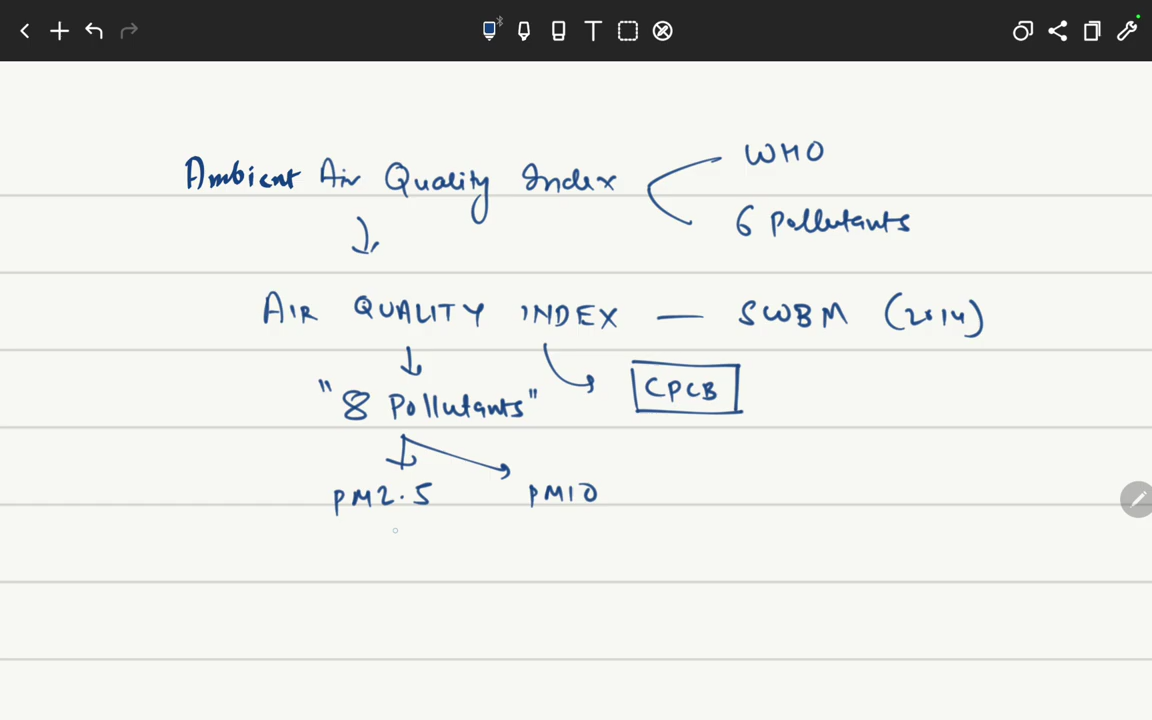 WHO
Ambient Air Quality Index
6 Pollutants
AIR QUALITY INDEX — SWBM (2014)
"8 Pollutants"
CPCB
PM2.5 PM10